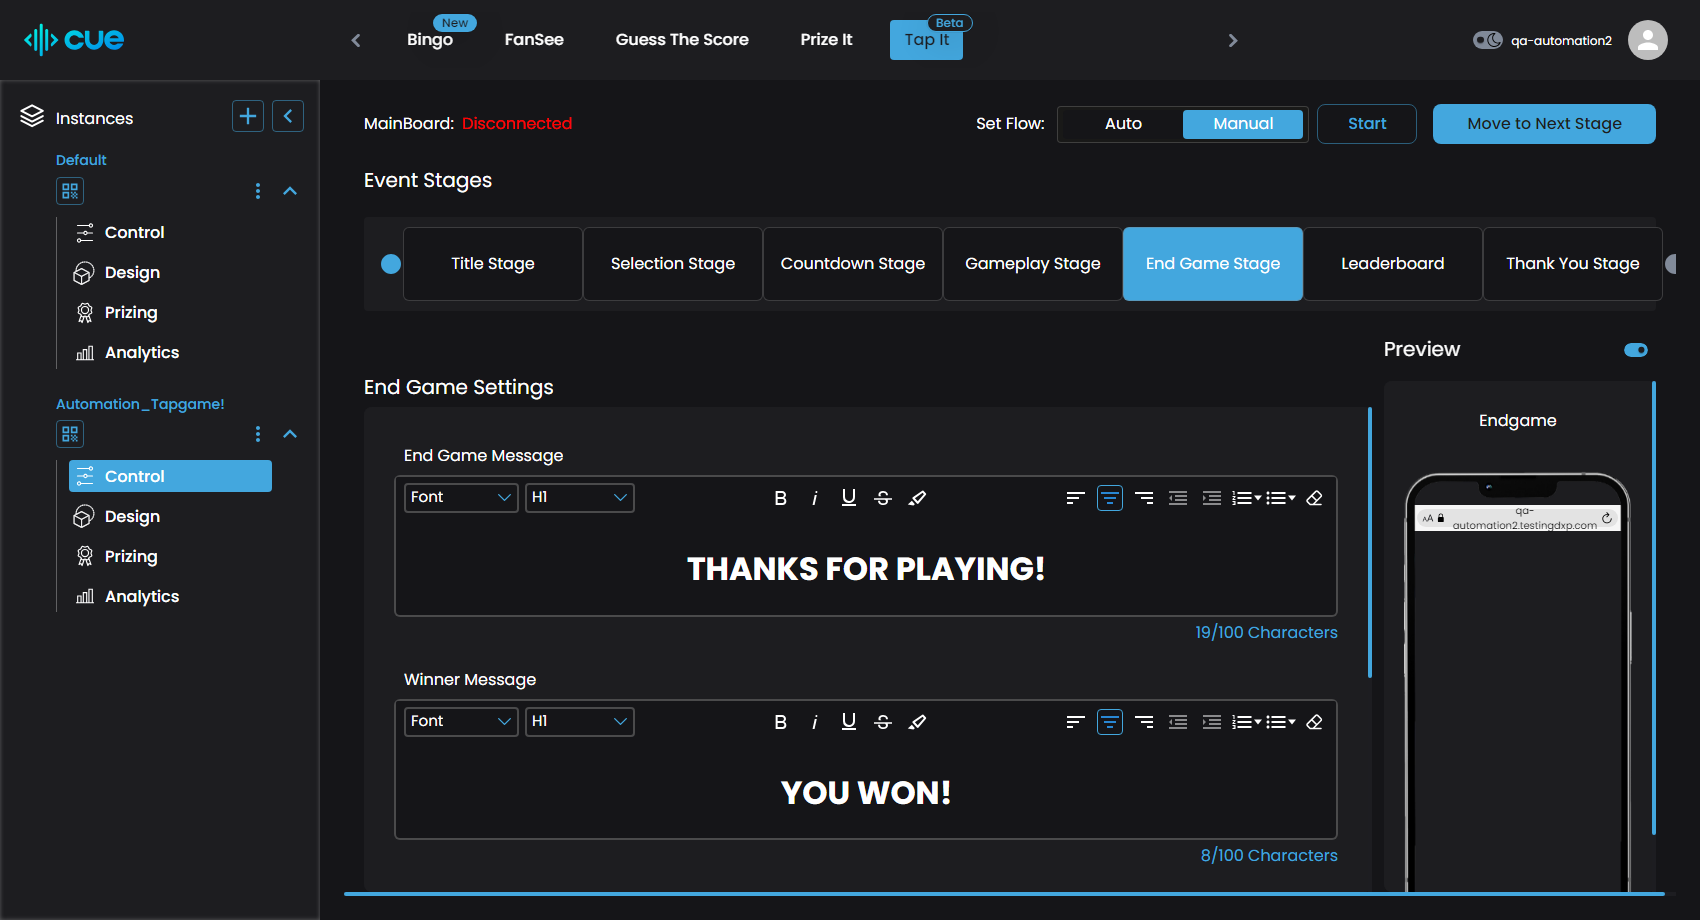 cue
Bingo
New
FanSee
Guess The Score
Prize It
Tap It
Beta
qa-automation2
Instances
Default
Control
Design
Prizing
Analytics
Automation_Tapgame!
Control
Design
Prizing
Analytics
MainBoard: Disconnected
Set Flow:
Auto
Manual
Start
Move to Next Stage
Event Stages
Title Stage
Selection Stage
Countdown Stage
Gameplay Stage
End Game Stage
Leaderboard
Thank You Stage
End Game Settings
End Game Message
Font
H1
B i U S
THANKS FOR PLAYING!
19/100 Characters
Winner Message
Font
H1
B i U S
YOU WON!
8/100 Characters
Preview
Endgame
AA
qa-
automation2.testingdxp.com